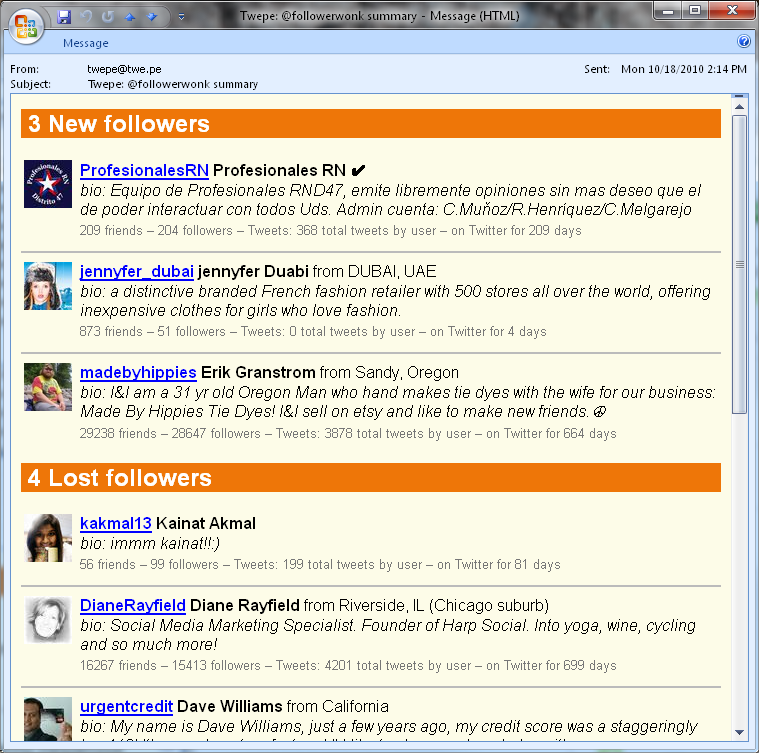 Twepe: @followerwonk summary - Message (HTML)
Message
From: twepe@twe.pe Sent: Mon 10/18/2010 2:14 PM
Subject: Twepe: @followerwonk summary
3 New followers
Profesionales RN Distrito 47
ProfesionalesRN Profesionales RN ✔
bio: Equipo de Profesionales RND47, emite libremente opiniones sin mas deseo que el
de poder interactuar con todos Uds. Admin cuenta: C.Muñoz/R.Henríquez/C.Melgarejo
209 friends – 204 followers – Tweets: 368 total tweets by user – on Twitter for 209 days
jennyfer_dubai jennyfer Duabi from DUBAI, UAE
bio: a distinctive branded French fashion retailer with 500 stores all over the world, offering
inexpensive clothes for girls who love fashion.
873 friends – 51 followers – Tweets: 0 total tweets by user – on Twitter for 4 days
madebyhippies Erik Granstrom from Sandy, Oregon
bio: I&I am a 31 yr old Oregon Man who hand makes tie dyes with the wife for our business:
Made By Hippies Tie Dyes! I&I sell on etsy and like to make new friends. ☮
29238 friends – 28647 followers – Tweets: 3878 total tweets by user – on Twitter for 664 days
4 Lost followers
kakmal13 Kainat Akmal
bio: immm kainat!!:)
56 friends – 99 followers – Tweets: 199 total tweets by user – on Twitter for 81 days
DianeRayfield Diane Rayfield from Riverside, IL (Chicago suburb)
bio: Social Media Marketing Specialist. Founder of Harp Social. Into yoga, wine, cycling
and so much more!
16267 friends – 15413 followers – Tweets: 4201 total tweets by user – on Twitter for 699 days
urgentcredit Dave Williams from California
bio: My name is Dave Williams, just a few years ago, my credit score was a staggeringly